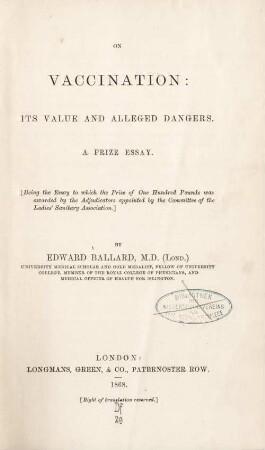 ON
VACCINATION:
ITS VALUE AND ALLEGED DANGERS.
A PRIZE ESSAY.
[Being the Essay to which the Prize of One Hundred Pounds was
awarded by the Adjudicators appointed by the Committee of the
Ladies' Sanitary Association.]
BY
EDWARD BALLARD, M.D. (LOND.)
UNIVERSITY MEDICAL SCHOLAR AND GOLD MEDALIST, FELLOW OF UNIVERSITY
COLLEGE, MEMBER OF THE ROYAL COLLEGE OF PHYSICIANS, AND
MEDICAL OFFICER OF HEALTH FOR ISLINGTON.
LONDON:
LONGMANS, GREEN, & CO., PATERNOSTER ROW.
1868.
[Right of translation reserved.]